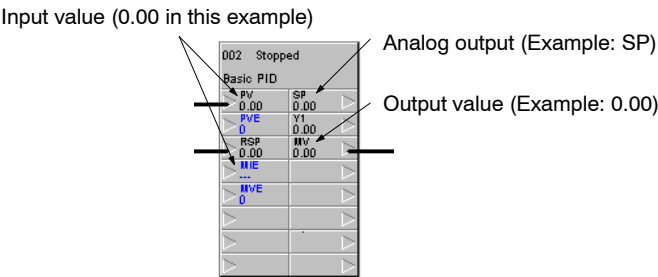 Input value (0.00 in this example)
002 Stopped
Basic PID
Analog output (Example: SP)
PV SP
0.00 0.00
PVE Y1
0 0.00
Output value (Example: 0.00)
RSP MV
0.00 0.00
MIE
---
MVE
0